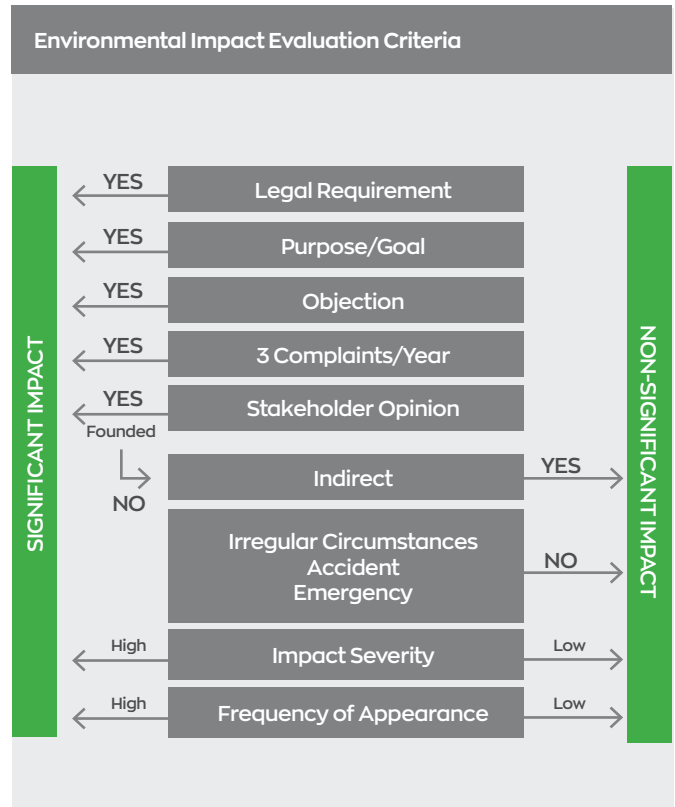 Environmental Impact Evaluation Criteria
SIGNIFICANT IMPACT
YES
Legal Requirement
YES
Purpose/Goal
YES
Objection
YES
3 Complaints/Year
YES
Founded
Stakeholder Opinion
NO
Indirect
YES
Irregular Circumstances
Accident
Emergency
NO
High
Impact Severity
Low
High
Frequency of Appearance
Low
NON-SIGNIFICANT IMPACT